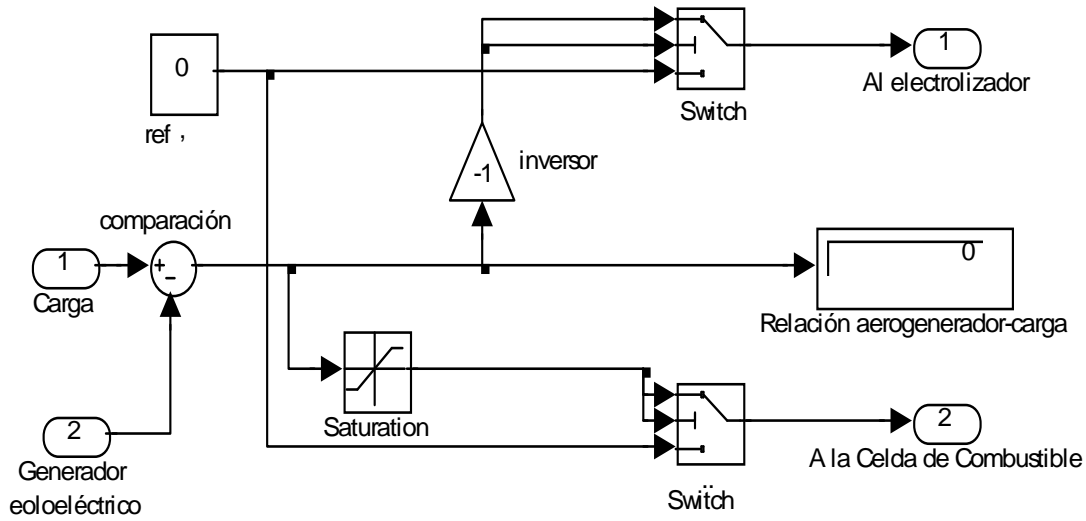 0
ref ,
1
Al electrolizador
Switch
-1
inversor
comparación
1
Carga
+
−
0
Relación aerogenerador-carga
Saturation
2
Generador
eoloeléctrico
2
A la Celda de Combustible
Swïtch